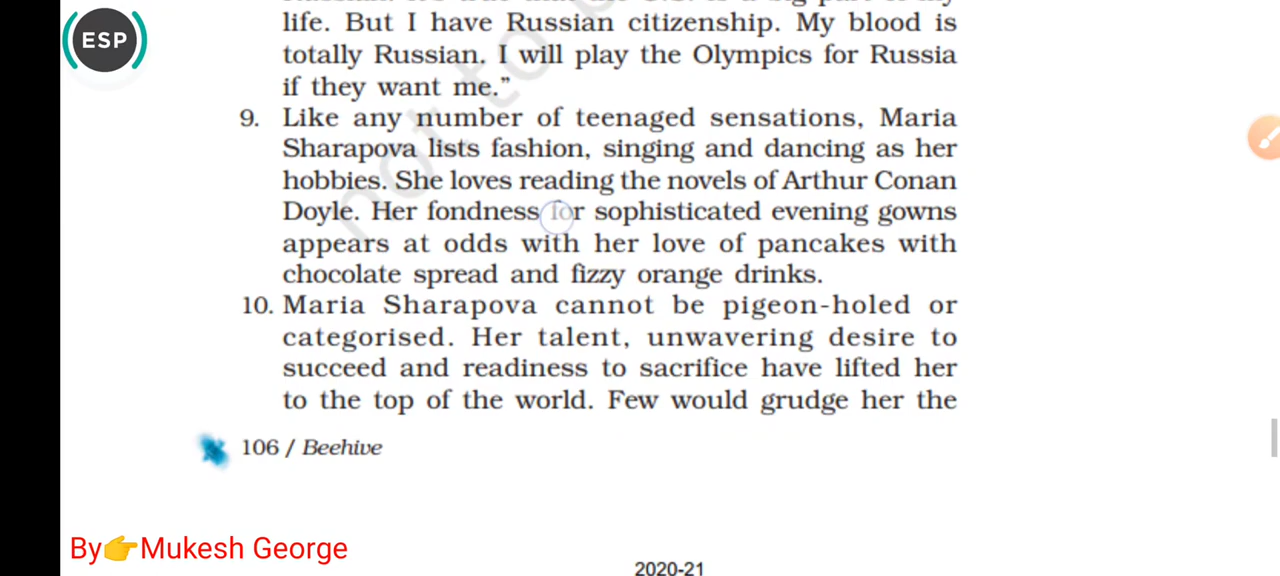 ESP
life. But I have Russian citizenship. My blood is
totally Russian. I will play the Olympics for Russia
if they want me.”
9. Like any number of teenaged sensations, Maria
Sharapova lists fashion, singing and dancing as her
hobbies. She loves reading the novels of Arthur Conan
Doyle. Her fondness for sophisticated evening gowns
appears at odds with her love of pancakes with
chocolate spread and fizzy orange drinks.
10. Maria Sharapova cannot be pigeon-holed or
categorised. Her talent, unwavering desire to
succeed and readiness to sacrifice have lifted her
to the top of the world. Few would grudge her the
106 / Beehive
By👉Mukesh George
2020-21
not to